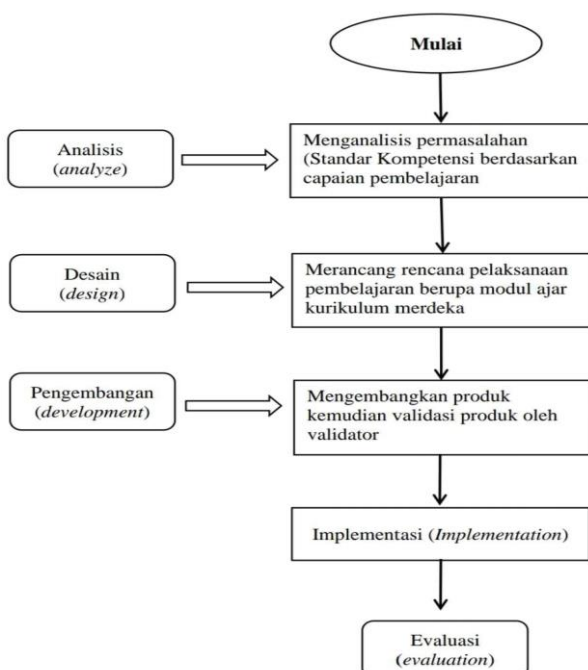 Mulai
Analisis
(analyze)
Menganalisis permasalahan
(Standar Kompetensi berdasarkan
capaian pembelajaran
Desain
(design)
Merancang rencana pelaksanaan
pembelajaran berupa modul ajar
kurikulum merdeka
Pengembangan
(development)
Mengembangkan produk
kemudian validasi produk oleh
validator
Implementasi (Implementation)
Evaluasi
(evaluation)